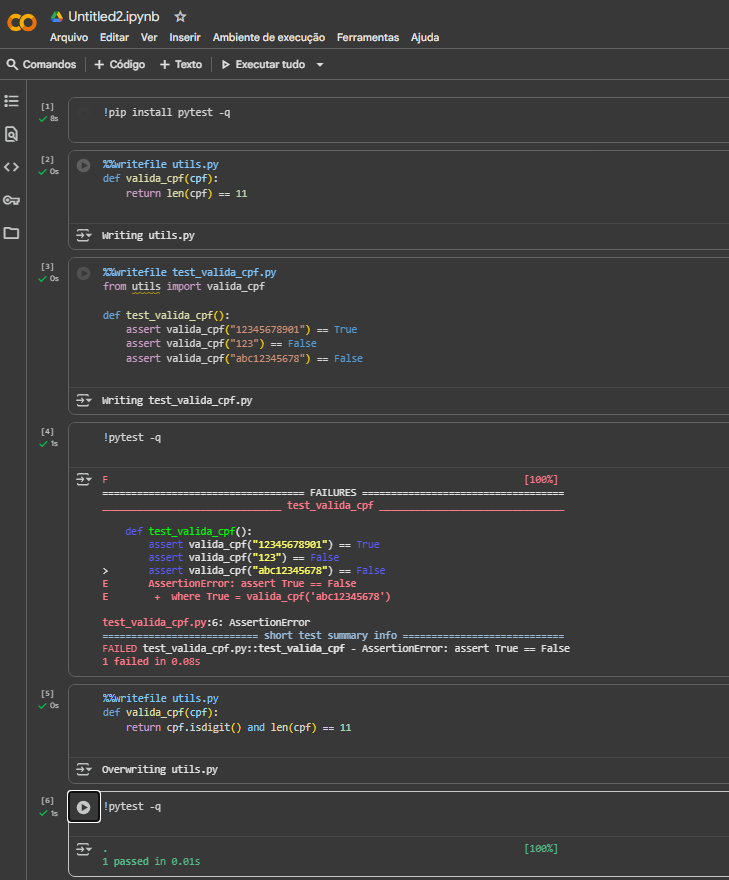 Untitled2.ipynb
Arquivo Editar Ver Inserir Ambiente de execução Ferramentas Ajuda
Comandos + Código + Texto Executar tudo
[1]
8s
!pip install pytest -q
[2]
0s
%%writefile utils.py
def valida_cpf(cpf):
    return len(cpf) == 11
Writing utils.py
[3]
0s
%%writefile test_valida_cpf.py
from utils import valida_cpf
def test_valida_cpf():
    assert valida_cpf("12345678901") == True
    assert valida_cpf("123") == False
    assert valida_cpf("abc12345678") == False
Writing test_valida_cpf.py
[4]
1s
!pytest -q
F [100%]
=================================== FAILURES ===================================
_______________________________ test_valida_cpf ________________________________
    def test_valida_cpf():
        assert valida_cpf("12345678901") == True
        assert valida_cpf("123") == False
>       assert valida_cpf("abc12345678") == False
E       AssertionError: assert True == False
E        +  where True = valida_cpf('abc12345678')
test_valida_cpf.py:6: AssertionError
=========================== short test summary info ============================
FAILED test_valida_cpf.py::test_valida_cpf - AssertionError: assert True == False
1 failed in 0.08s
[5]
0s
%%writefile utils.py
def valida_cpf(cpf):
    return cpf.isdigit() and len(cpf) == 11
Overwriting utils.py
[6]
1s
!pytest -q
. [100%]
1 passed in 0.01s